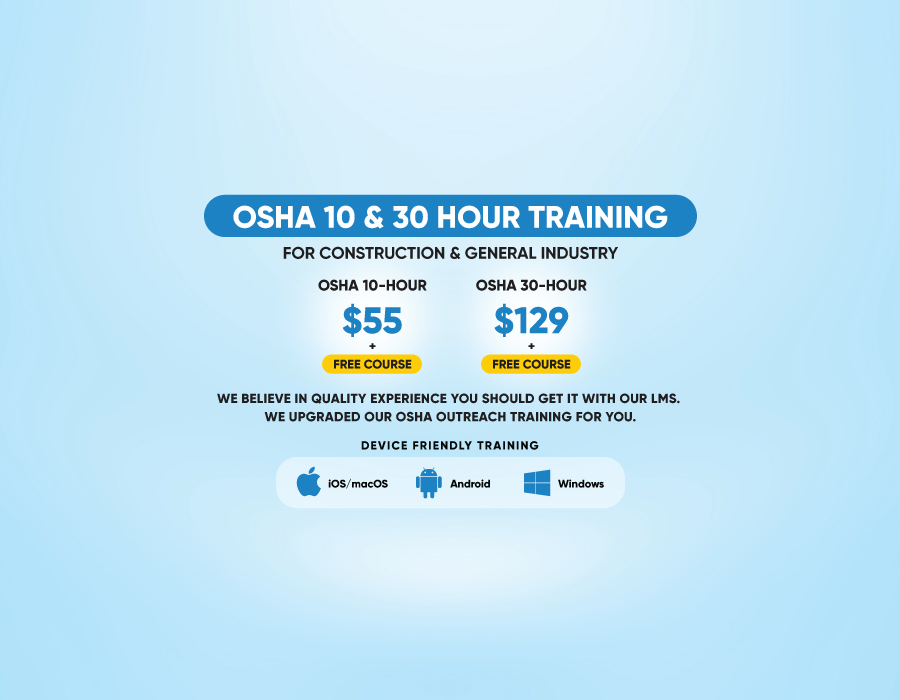 OSHA 10 & 30 HOUR TRAINING
FOR CONSTRUCTION & GENERAL INDUSTRY
OSHA 10-HOUR
$55
+
FREE COURSE
OSHA 30-HOUR
$129
+
FREE COURSE
WE BELIEVE IN QUALITY EXPERIENCE YOU SHOULD GET IT WITH OUR LMS.
WE UPGRADED OUR OSHA OUTREACH TRAINING FOR YOU.
DEVICE FRIENDLY TRAINING
iOS/macOS
Android
Windows